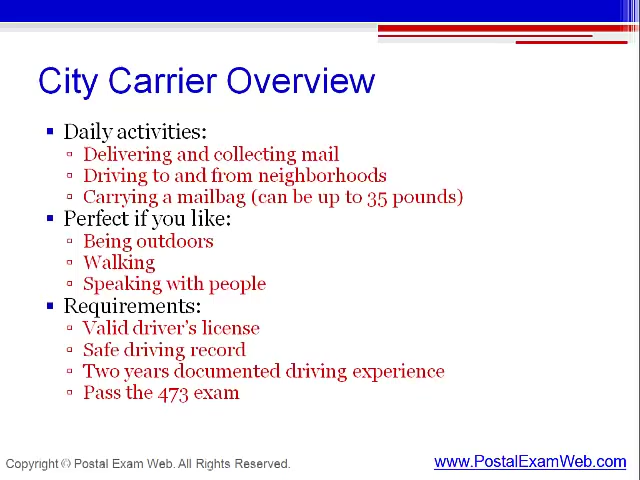 City Carrier Overview
▪ Daily activities:
▫ Delivering and collecting mail
▫ Driving to and from neighborhoods
▫ Carrying a mailbag (can be up to 35 pounds)
▪ Perfect if you like:
▫ Being outdoors
▫ Walking
▫ Speaking with people
▪ Requirements:
▫ Valid driver's license
▫ Safe driving record
▫ Two years documented driving experience
▫ Pass the 473 exam
Copyright © Postal Exam Web. All Rights Reserved.
www.PostalExamWeb.com